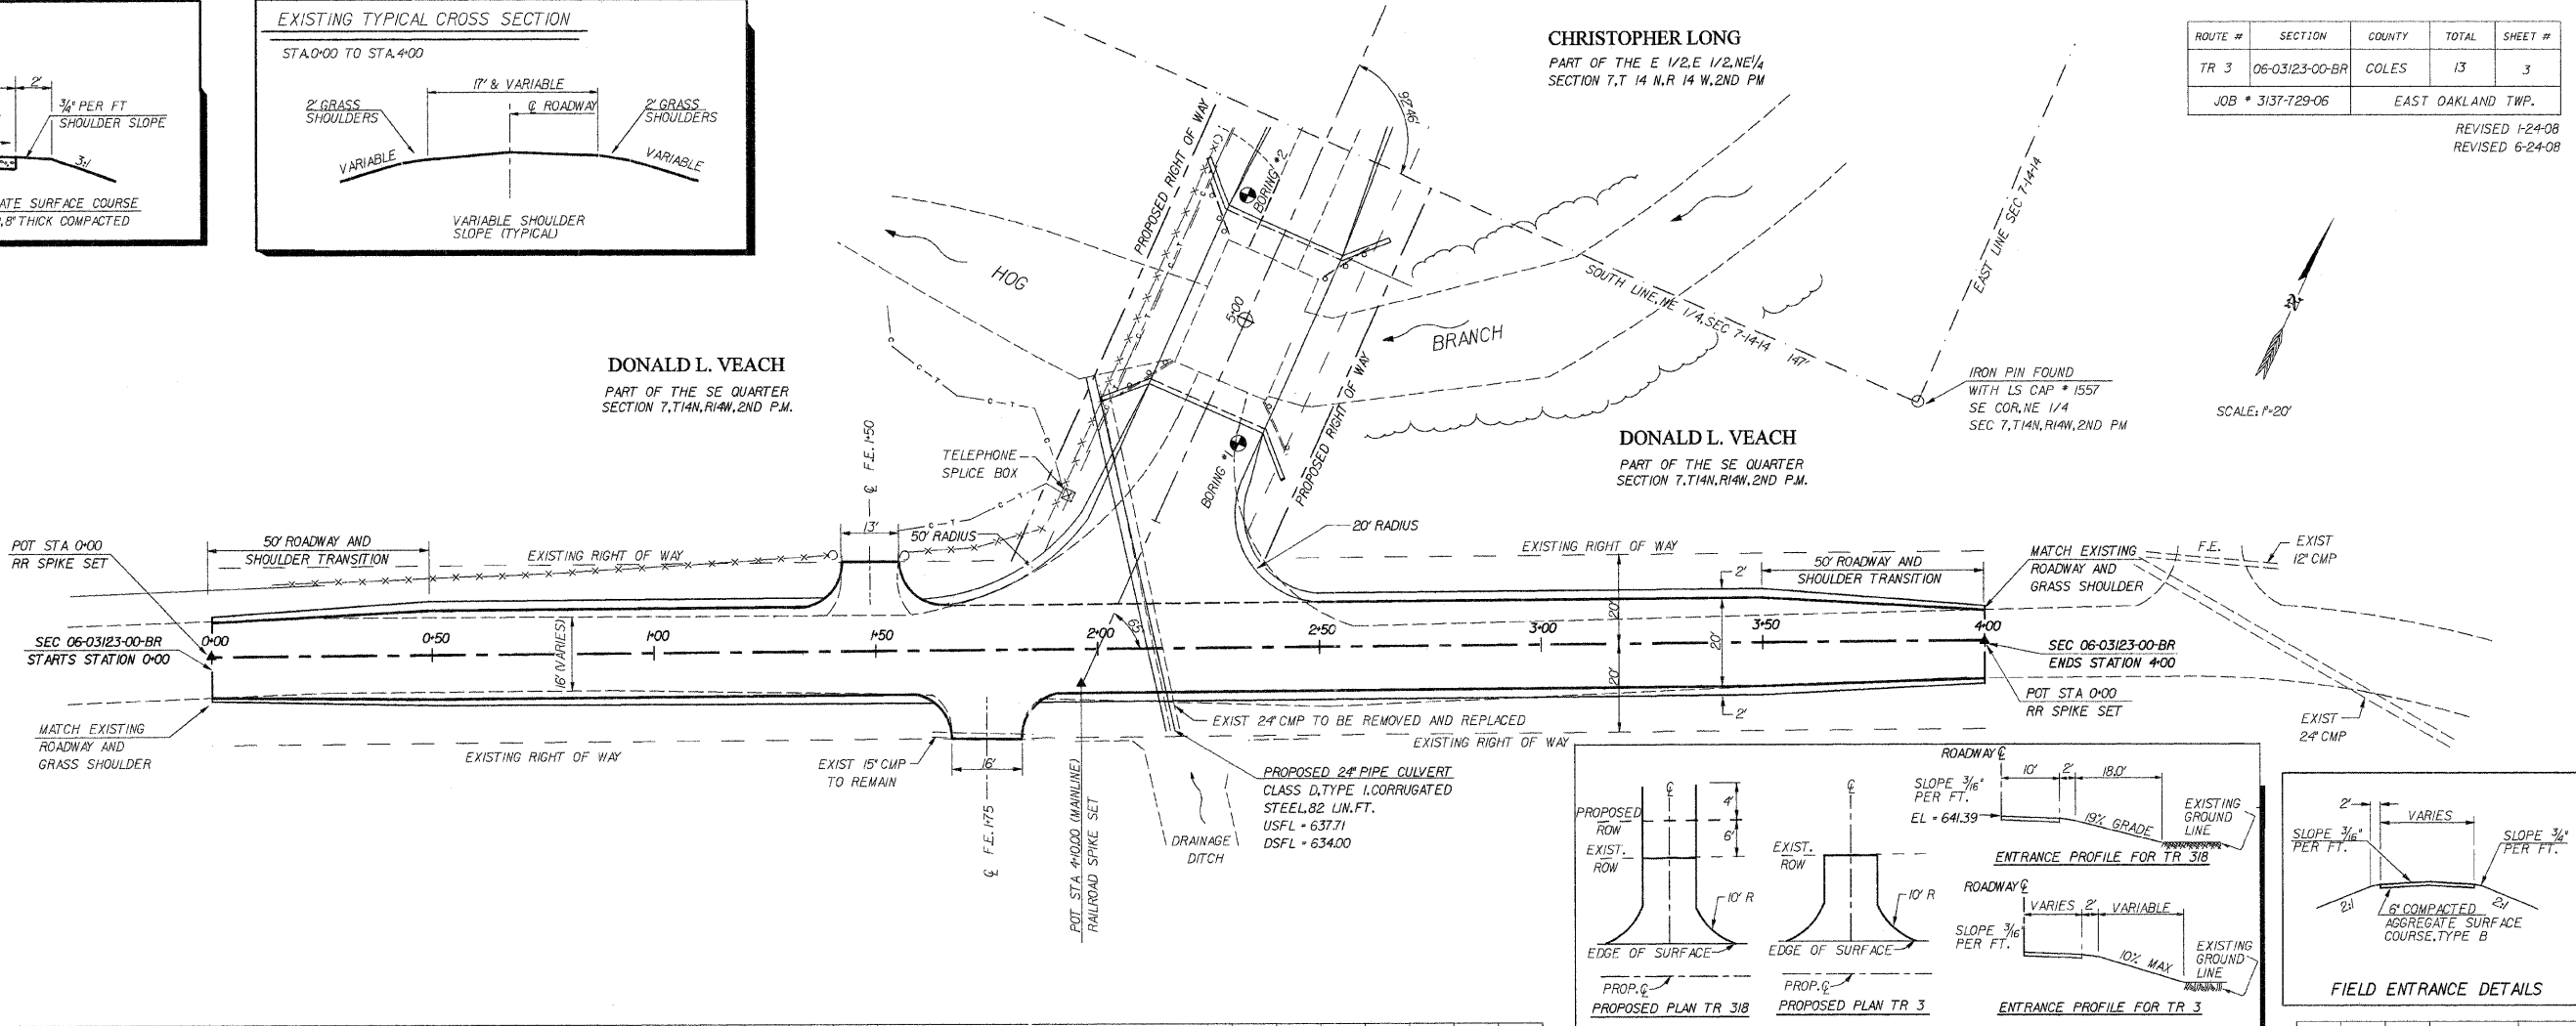 2'
3/4" PER FT
SHOULDER SLOPE
3:1
ATE SURFACE COURSE
,8" THICK COMPACTED
EXISTING TYPICAL CROSS SECTION
STA.0+00 TO STA.4+00
17' & VARIABLE
℄ ROADWAY
2' GRASS
SHOULDERS
2' GRASS
SHOULDERS
VARIABLE
VARIABLE
VARIABLE SHOULDER
SLOPE (TYPICAL)
CHRISTOPHER LONG
PART OF THE E 1/2,E 1/2,NE1/4
SECTION 7,T 14 N,R 14 W,2ND PM
ROUTE # SECTION COUNTY TOTAL SHEET #
TR 3 06-03123-00-BR COLES 13 3
JOB # 3137-729-06 EAST OAKLAND TWP.
REVISED 1-24-08
REVISED 6-24-08
92°46'
PROPOSED RIGHT OF WAY
BORING #2
HOG
5+00
BRANCH
SOUTH LINE,NE 1/4,SEC 7-14-14 147'
EAST LINE SEC 7-14-14
N
SCALE: 1"=20'
IRON PIN FOUND
WITH LS CAP # 1557
SE COR,NE 1/4
SEC 7,T14N,R14W,2ND PM
DONALD L. VEACH
PART OF THE SE QUARTER
SECTION 7,T14N,R14W,2ND P.M.
DONALD L. VEACH
PART OF THE SE QUARTER
SECTION 7,T14N,R14W,2ND P.M.
PROPOSED RIGHT OF WAY
BORING #1
TELEPHONE
SPLICE BOX
℄ F.E. 1+50
13'
50' RADIUS
20' RADIUS
POT STA 0+00
RR SPIKE SET
50' ROADWAY AND
SHOULDER TRANSITION
EXISTING RIGHT OF WAY
EXISTING RIGHT OF WAY
50' ROADWAY AND
SHOULDER TRANSITION
MATCH EXISTING
ROADWAY AND
GRASS SHOULDER
F.E.
EXIST
12" CMP
SEC 06-03123-00-BR
STARTS STATION 0+00
0+00
0+50
1+00
1+50
2+00
2+50
3+00
3+50
4+00
16' (VARIES)
63°
20'
20'
20'
2'
2'
SEC 06-03123-00-BR
ENDS STATION 4+00
POT STA 0+00
RR SPIKE SET
EXIST
24" CMP
MATCH EXISTING
ROADWAY AND
GRASS SHOULDER
EXISTING RIGHT OF WAY
EXIST 15" CMP
TO REMAIN
16'
℄ F.E. 1+75
POT STA 4+10.00 (MAINLINE)
RAILROAD SPIKE SET
DRAINAGE
DITCH
EXIST 24" CMP TO BE REMOVED AND REPLACED
EXISTING RIGHT OF WAY
PROPOSED 24" PIPE CULVERT
CLASS D,TYPE 1,CORRUGATED
STEEL,82 LIN.FT.
USFL = 637.71
DSFL = 634.00
PROPOSED
ROW
EXIST.
ROW
℄
4'
6'
10' R
EDGE OF SURFACE
PROP.℄
PROPOSED PLAN TR 318
℄
EXIST.
ROW
10' R
EDGE OF SURFACE
PROP.℄
PROPOSED PLAN TR 3
ROADWAY ℄
10' 2' 18.0'
SLOPE 3/16"
PER FT.
EL = 641.39
19% GRADE
EXISTING
GROUND
LINE
ENTRANCE PROFILE FOR TR 318
ROADWAY ℄
VARIES 2' VARIABLE
SLOPE 3/16"
PER FT.
10% MAX
EXISTING
GROUND
LINE
ENTRANCE PROFILE FOR TR 3
2'
VARIES
SLOPE 3/16"
PER FT.
SLOPE 3/4"
PER FT.
2:1
2:1
6" COMPACTED
AGGREGATE SURFACE
COURSE,TYPE B
FIELD ENTRANCE DETAILS